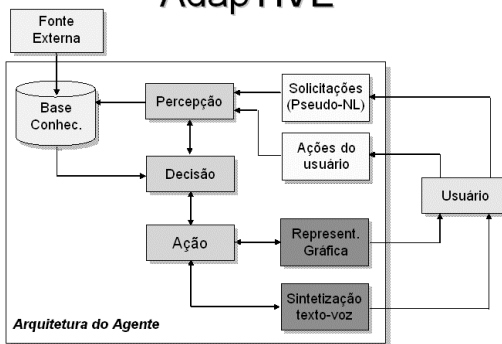 AdapTIVE
Fonte
Externa
Base
Conhec.
Percepção
Solicitações
(Pseudo-NL)
Ações do
usuário
Decisão
Usuário
Ação
Represent.
Gráfica
Sintetização
texto-voz
Arquitetura do Agente